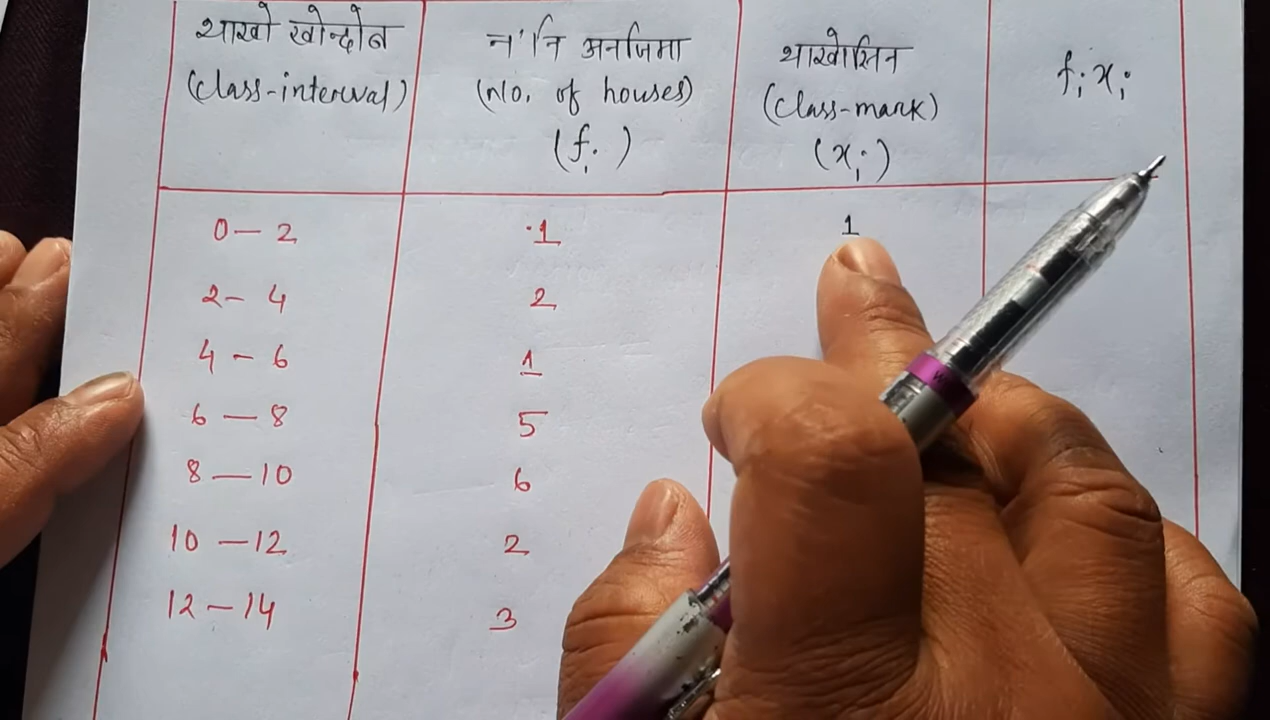 थाखो खोन्दोब
(class-interval)
न'नि अनजिमा
(No. of houses)
(fᵢ)
थाखोसिन
(class-mark)
(xᵢ)
fᵢxᵢ
0 — 2 1 1
2 — 4 2
4 — 6 1
6 — 8 5
8 — 10 6
10 — 12 2
12 — 14 3